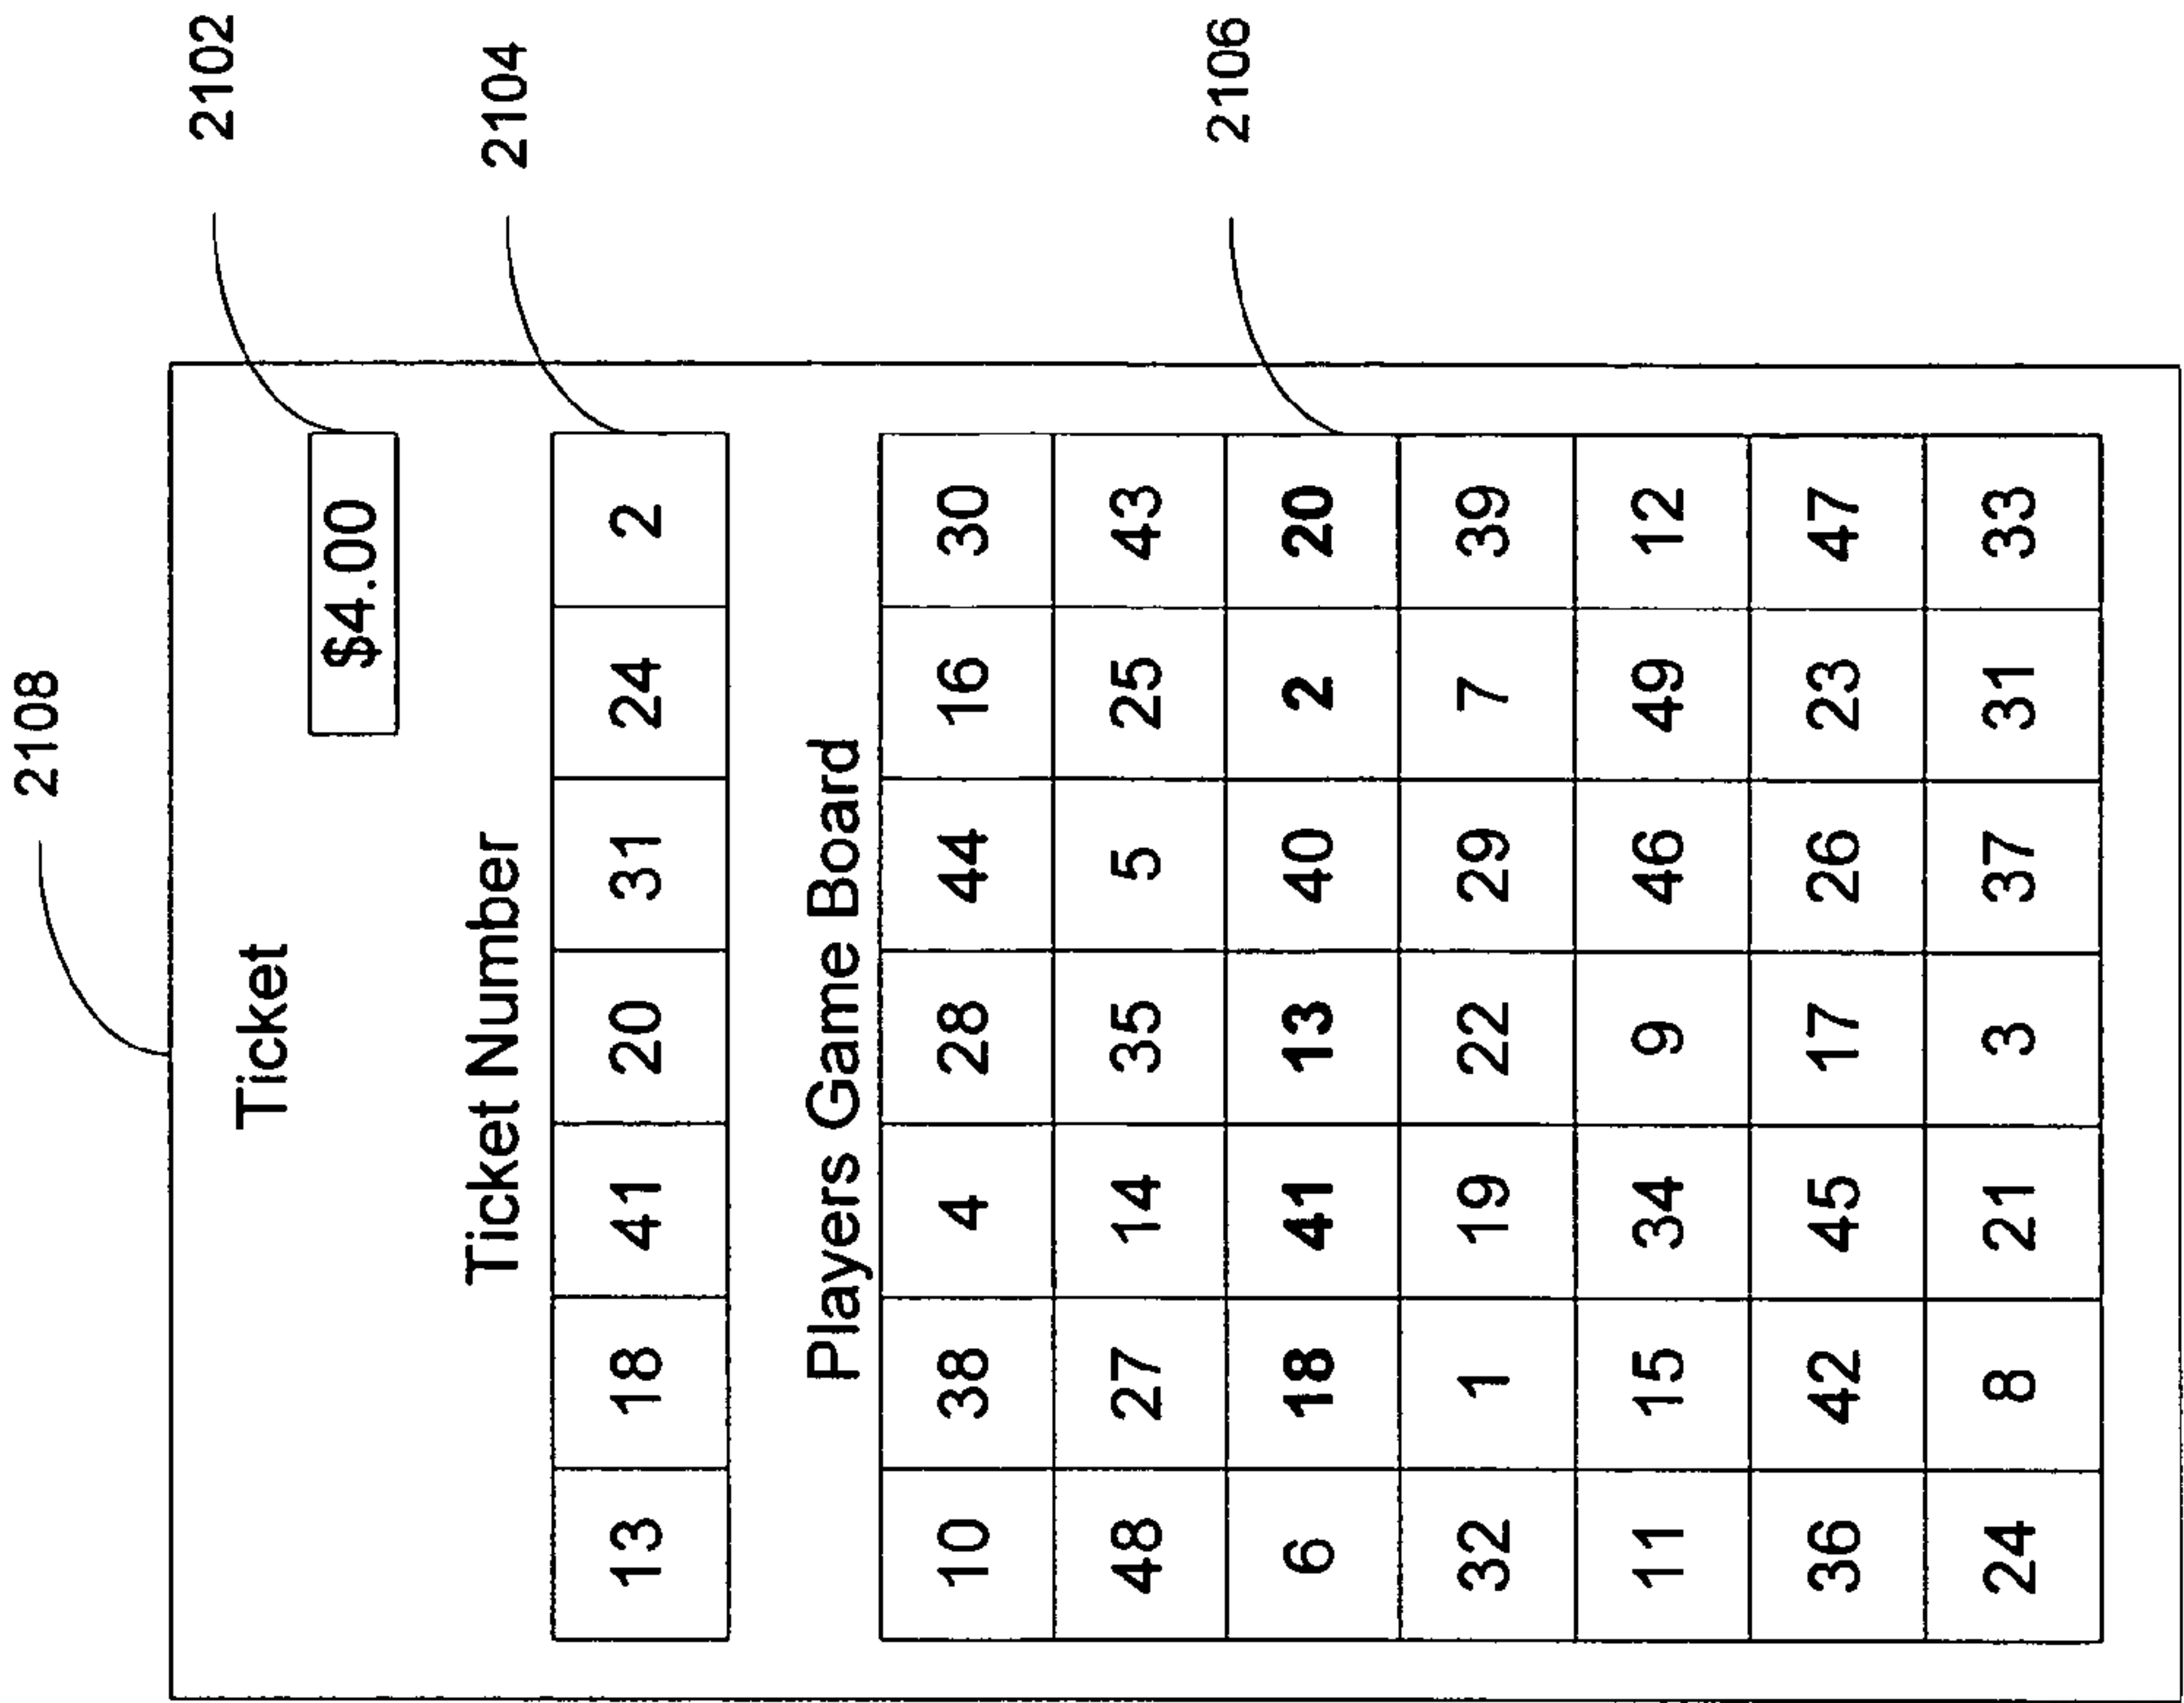 2108
Ticket
2102
$4.00
Ticket Number
2104
13 18 41 20 31 24 2
Players Game Board
2106
10 38 4 28 44 16 30
48 27 14 35 5 25 43
6 18 41 13 40 2 20
32 1 19 22 29 7 39
11 15 34 9 46 49 12
36 42 45 17 26 23 47
24 8 21 3 37 31 33